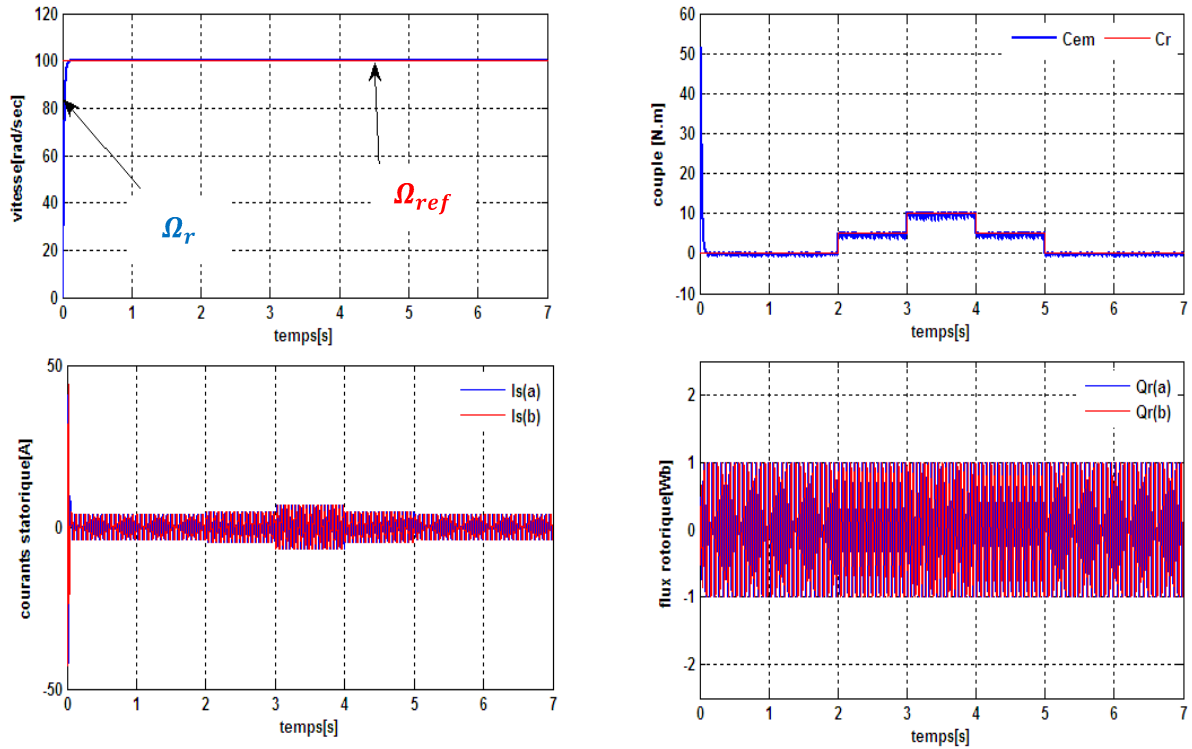 120
100
80
60
40
20
0
vitesse[rad/sec]
0 1 2 3 4 5 6 7
temps[s]
Ωr
Ωref
60
50
40
30
20
10
0
-10
couple [N.m]
Cem Cr
0 1 2 3 4 5 6 7
temps[s]
50
0
-50
courants statorique[A]
Is(a)
Is(b)
0 1 2 3 4 5 6 7
temps[s]
2
1
0
-1
-2
flux rotorique[Wb]
Qr(a)
Qr(b)
0 1 2 3 4 5 6 7
temps[s]